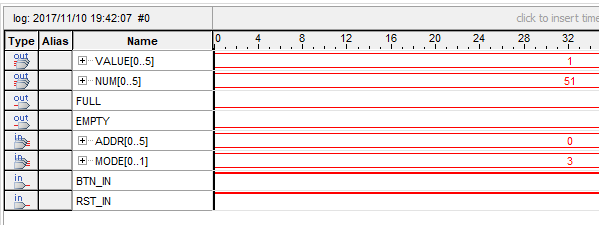 log: 2017/11/10 19:42:07 #0
click to insert time
Type Alias Name
0 4 8 12 16 20 24 28 32
out VALUE[0..5] 1
out NUM[0..5] 51
out FULL
out EMPTY
in ADDR[0..5] 0
in MODE[0..1] 3
in BTN_IN
in RST_IN